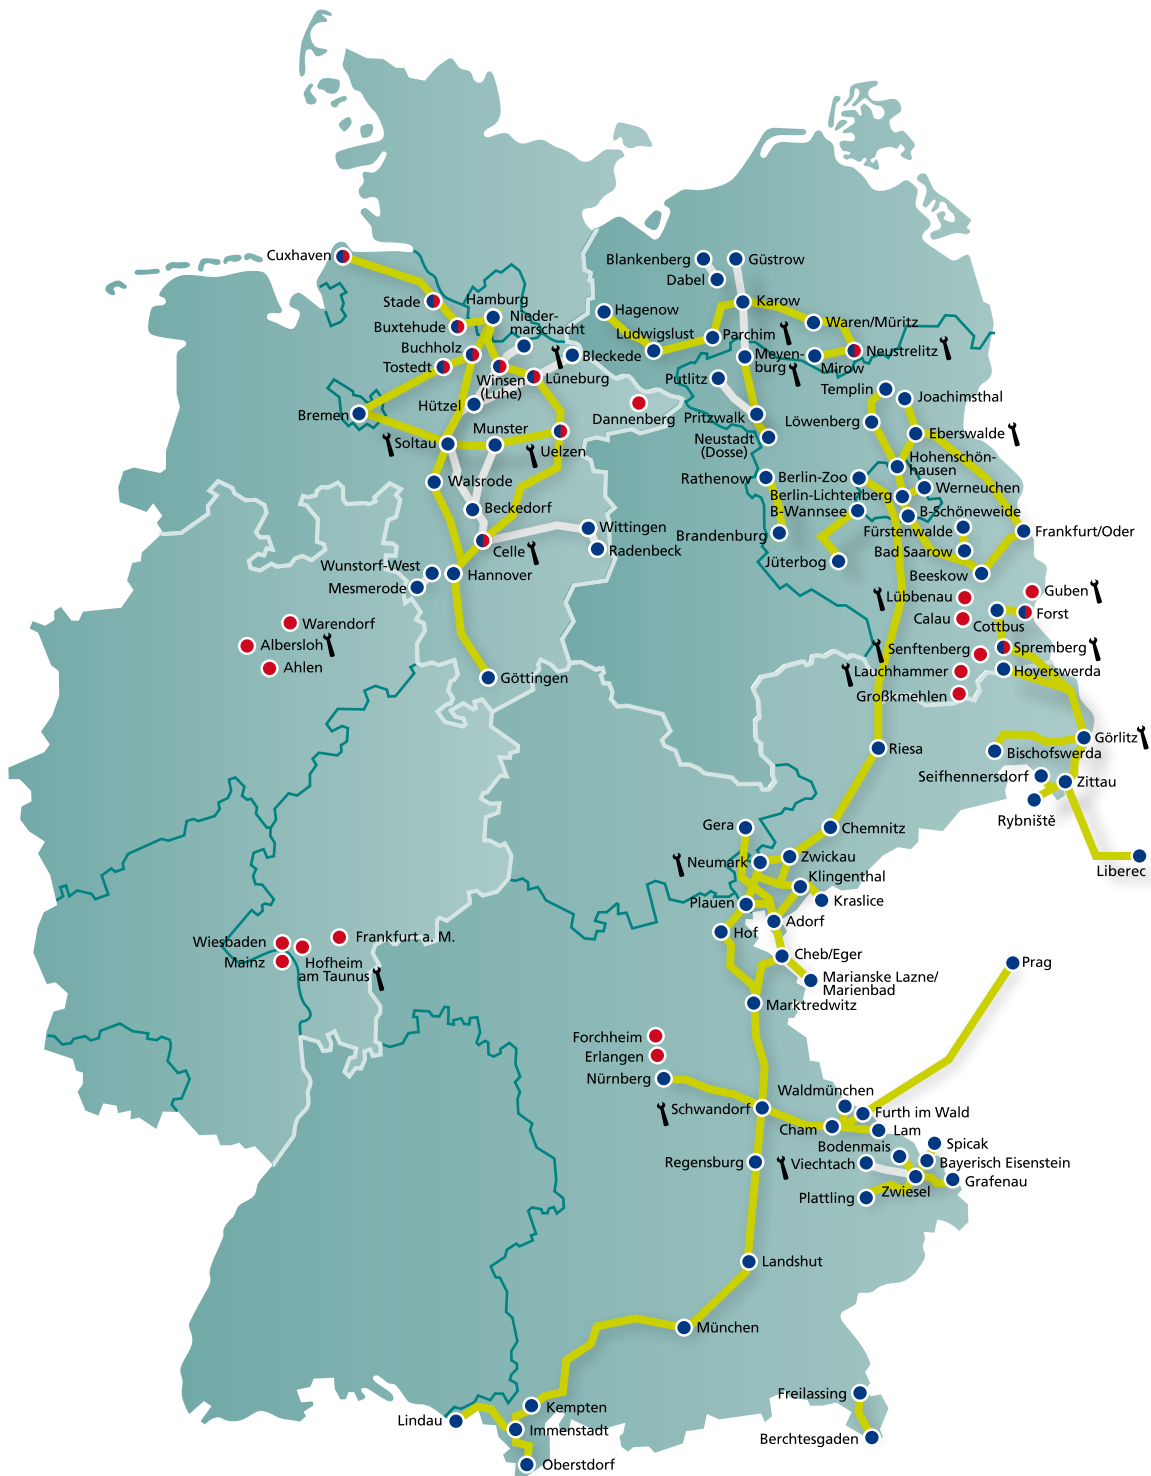 Cuxhaven
Blankenberg
Güstrow
Dabel
Stade
Hamburg
Karow
Hagenow
Nieder-
marschacht
Buxtehude
Waren/Müritz
Ludwigslust
Parchim
Buchholz
Bleckede
Meyen-
burg
Neustrelitz
Mirow
Tostedt
Winsen
(Luhe)
Lüneburg
Putlitz
Templin
Joachimsthal
Hützel
Dannenberg
Bremen
Pritzwalk
Löwenberg
Munster
Soltau
Uelzen
Neustadt
(Dosse)
Eberswalde
Hohenschön-
hausen
Walsrode
Rathenow
Berlin-Zoo
Werneuchen
Berlin-Lichtenberg
Beckedorf
B-Wannsee
B-Schöneweide
Wittingen
Brandenburg
Fürstenwalde
Frankfurt/Oder
Celle
Radenbeck
Bad Saarow
Wunstorf-West
Hannover
Jüterbog
Beeskow
Mesmerode
Lübbenau
Guben
Calau
Cottbus
Forst
Warendorf
Albersloh
Senftenberg
Spremberg
Ahlen
Lauchhammer
Hoyerswerda
Göttingen
Großkmehlen
Görlitz
Riesa
Bischofswerda
Seifhennersdorf
Zittau
Rybniště
Gera
Chemnitz
Neumark
Zwickau
Liberec
Klingenthal
Plauen
Kraslice
Adorf
Hof
Wiesbaden
Frankfurt a. M.
Cheb/Eger
Mainz
Hofheim
am Taunus
Prag
Marianske Lazne/
Marienbad
Marktredwitz
Forchheim
Erlangen
Nürnberg
Waldmünchen
Schwandorf
Furth im Wald
Cham
Lam
Bodenmais
Spicak
Regensburg
Viechtach
Bayerisch Eisenstein
Grafenau
Plattling
Zwiesel
Landshut
München
Freilassing
Kempten
Lindau
Immenstadt
Berchtesgaden
Oberstdorf